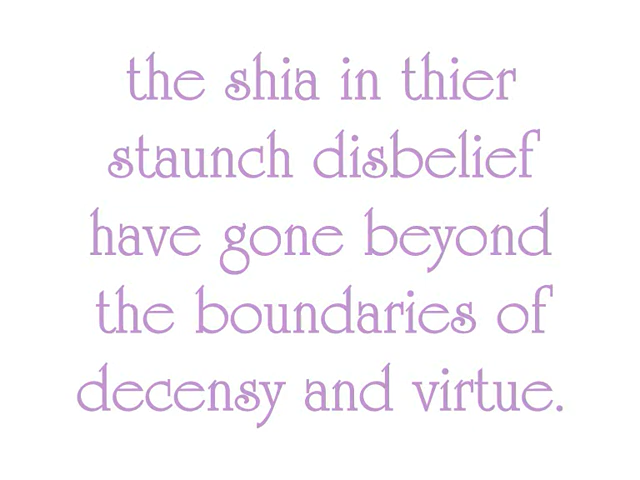 the shia in thier
staunch disbelief
have gone beyond
the boundaries of
decensy and virtue.